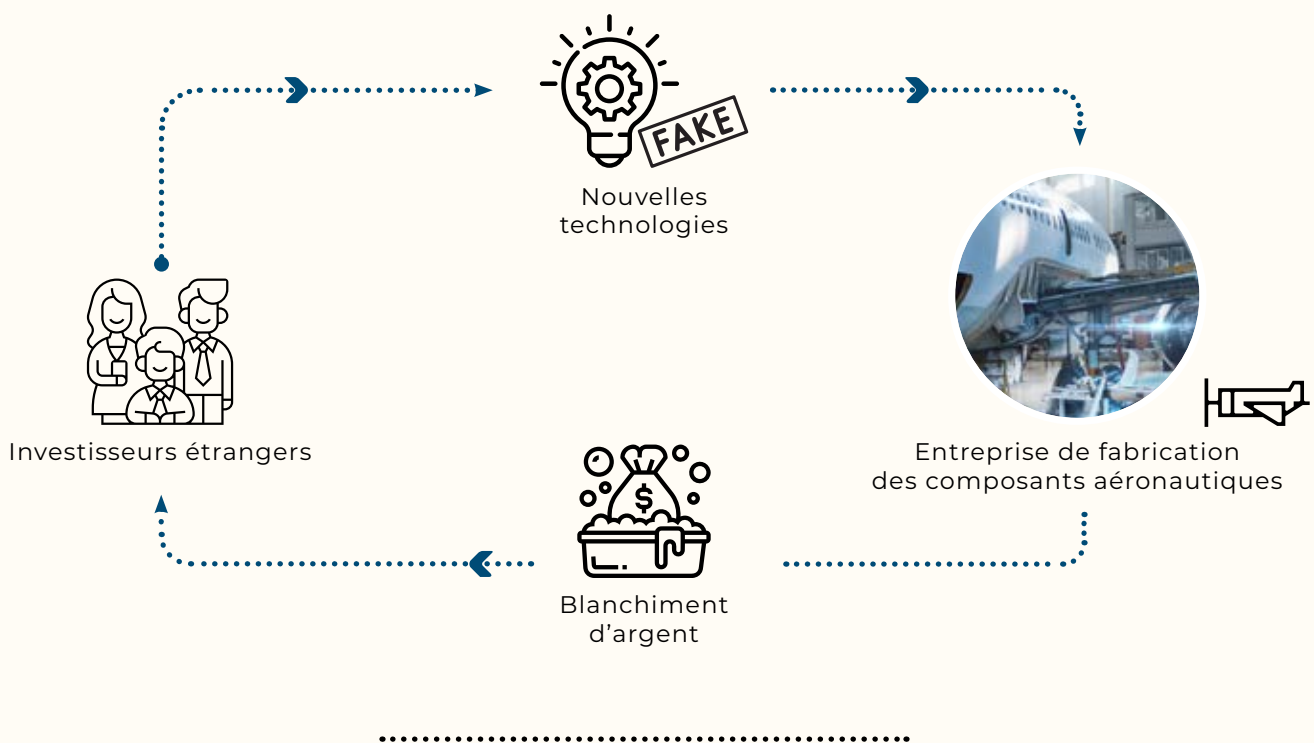 FAKE
Nouvelles
technologies
Investisseurs étrangers
Entreprise de fabrication
des composants aéronautiques
$
Blanchiment
d’argent